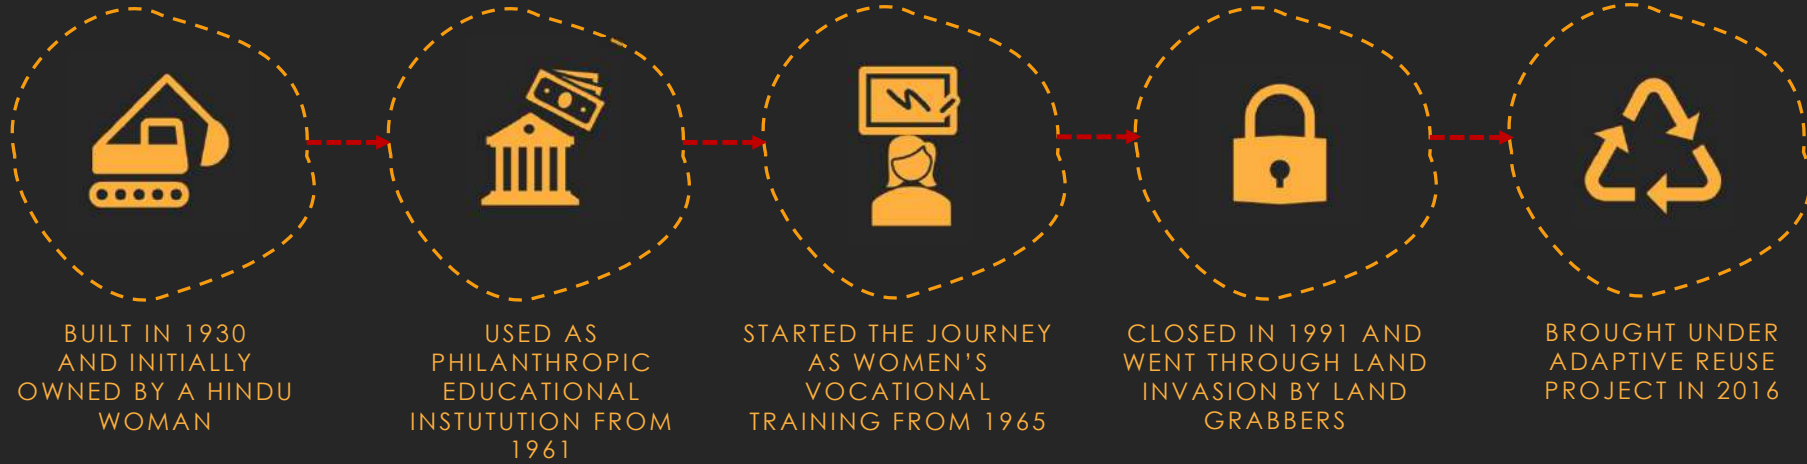 BUILT IN 1930
AND INITIALLY
OWNED BY A HINDU
WOMAN
USED AS
PHILANTHROPIC
EDUCATIONAL
INSTUTUTION FROM
1961
STARTED THE JOURNEY
AS WOMEN’S
VOCATIONAL
TRAINING FROM 1965
CLOSED IN 1991 AND
WENT THROUGH LAND
INVASION BY LAND
GRABBERS
BROUGHT UNDER
ADAPTIVE REUSE
PROJECT IN 2016